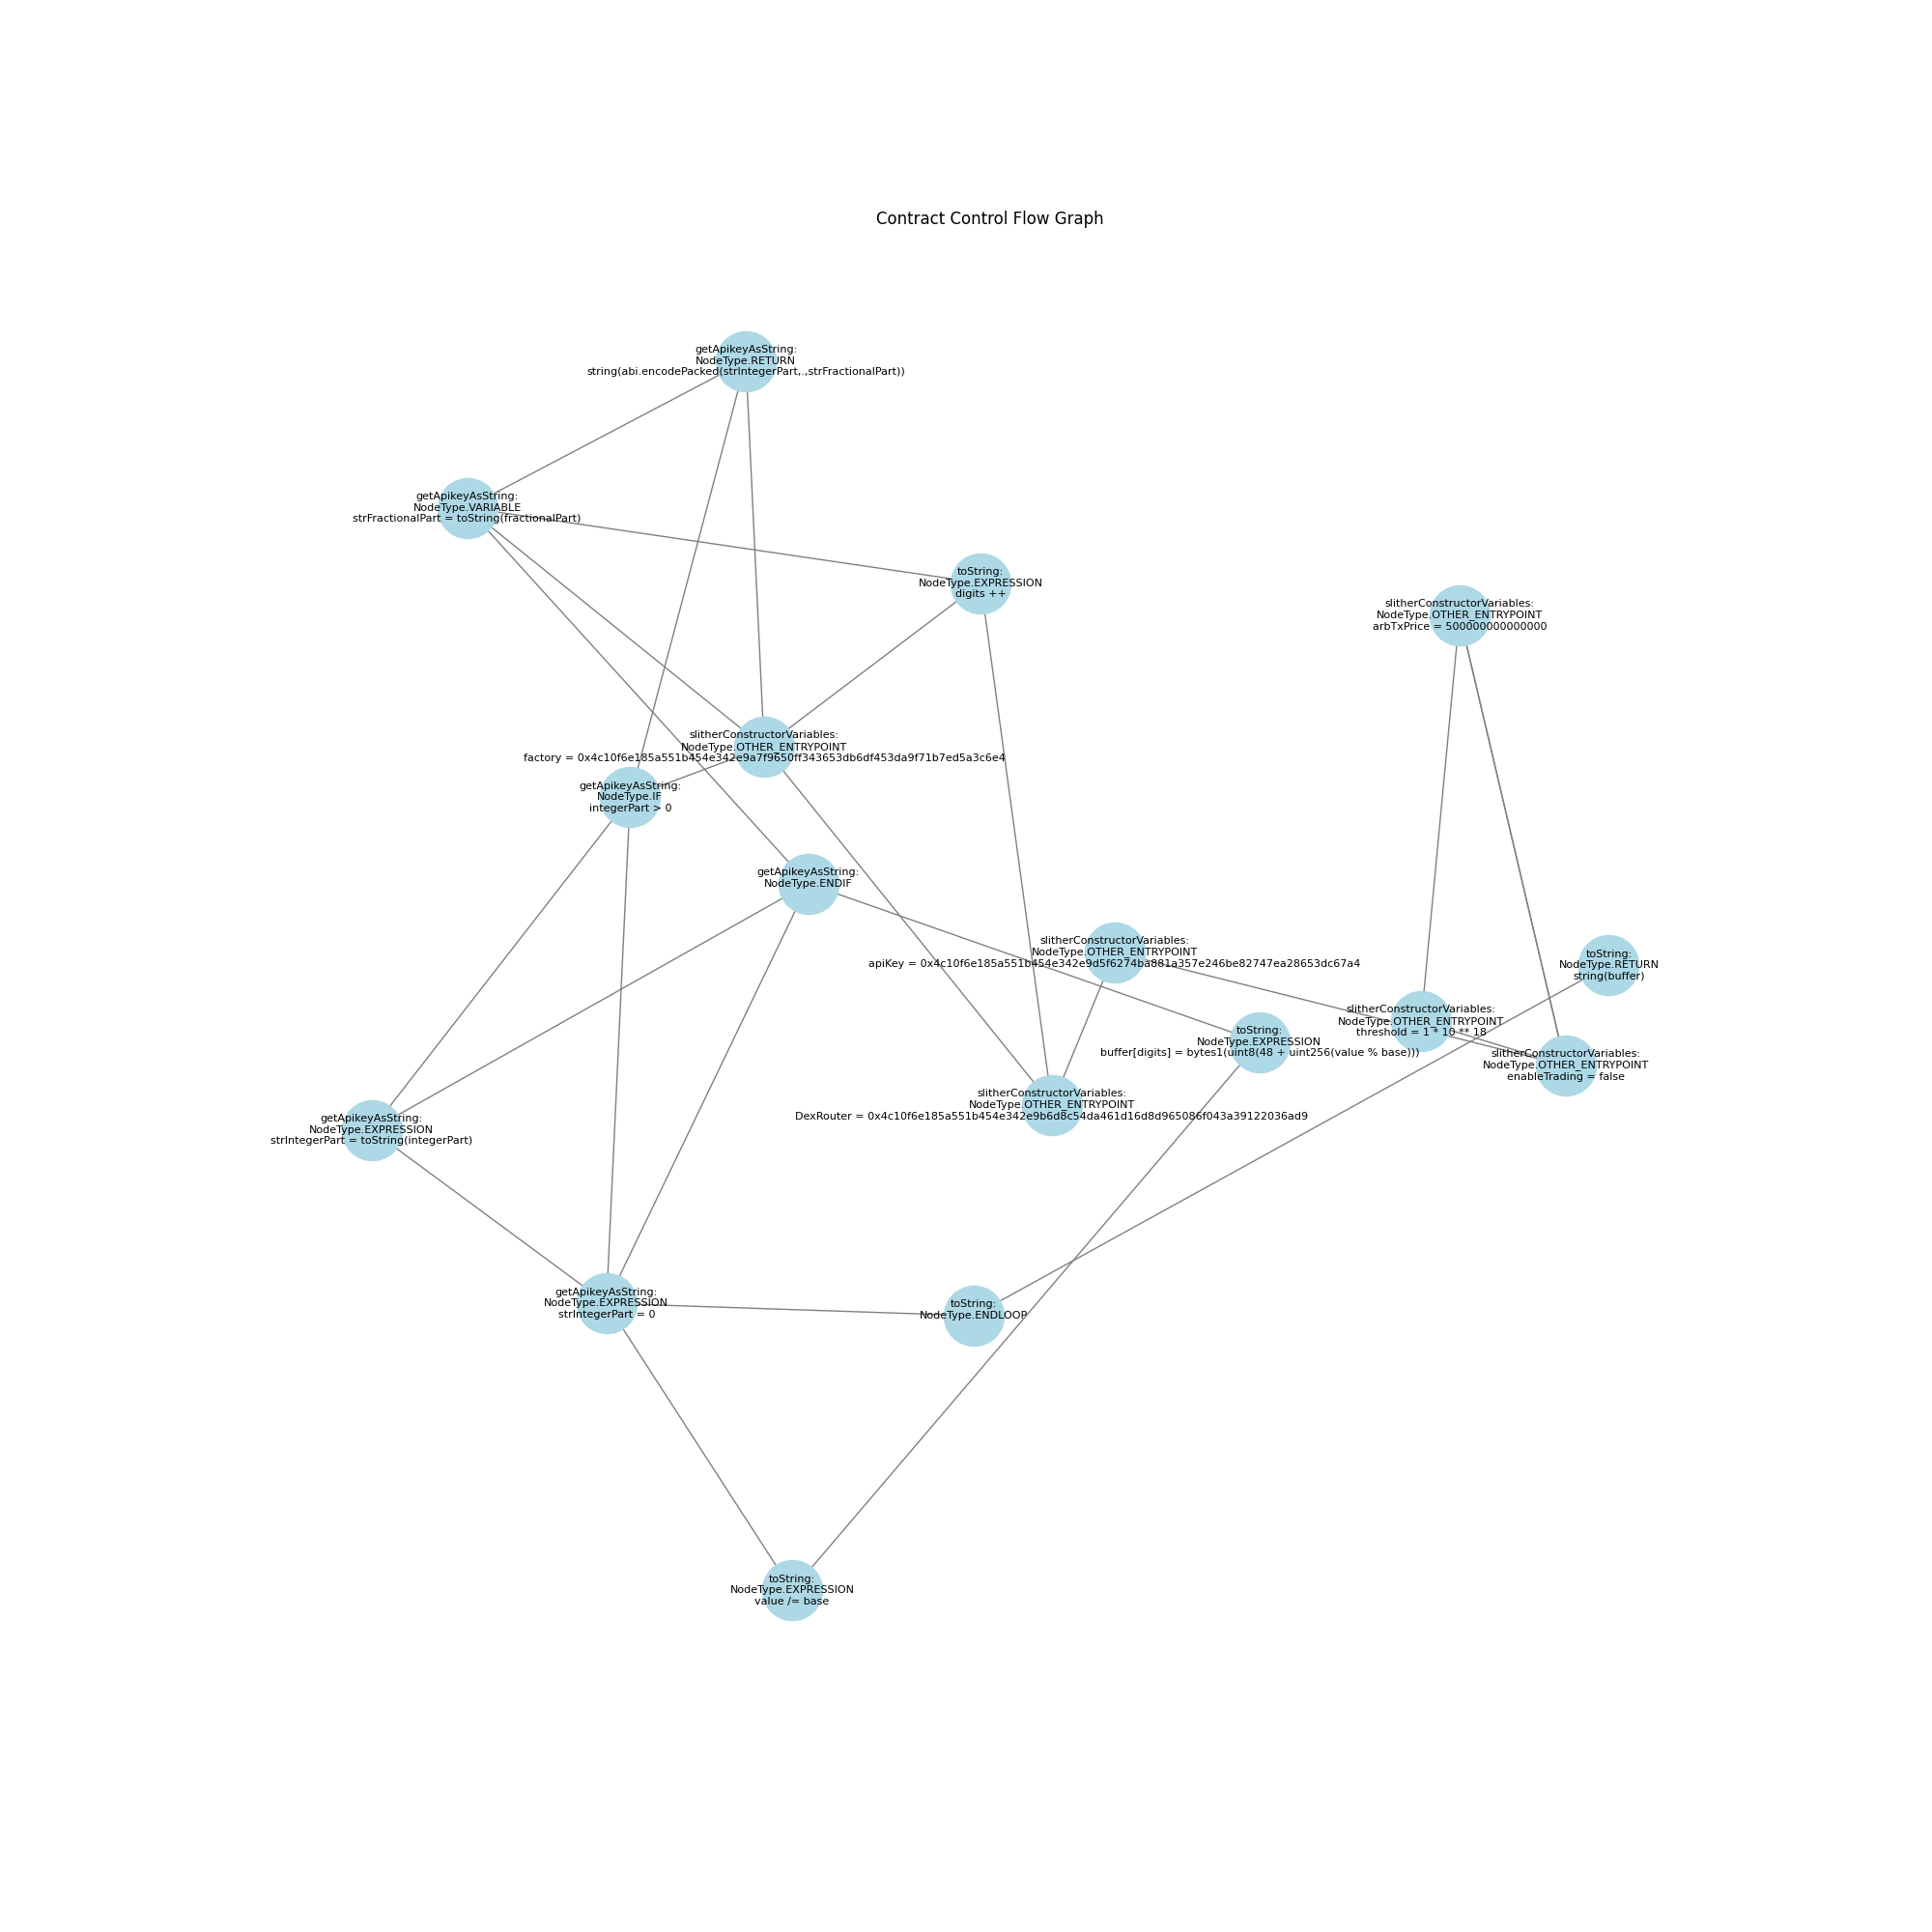 Contract Control Flow Graph
getApikeyAsString:
NodeType.RETURN
string(abi.encodePacked(strIntegerPart,.,strFractionalPart))
getApikeyAsString:
NodeType.VARIABLE
strFractionalPart = toString(fractionalPart)
toString:
NodeType.EXPRESSION
digits ++
slitherConstructorVariables:
NodeType.OTHER_ENTRYPOINT
arbTxPrice = 500000000000000
slitherConstructorVariables:
NodeType.OTHER_ENTRYPOINT
factory = 0x4c10f6e185a551b454e342e9a7f9650ff343653db6df453da9f71b7ed5a3c6e4
getApikeyAsString:
NodeType.IF
integerPart > 0
getApikeyAsString:
NodeType.ENDIF
slitherConstructorVariables:
NodeType.OTHER_ENTRYPOINT
apiKey = 0x4c10f6e185a551b454e342e9d5f6274ba881a357e246be82747ea28653dc67a4
toString:
NodeType.RETURN
string(buffer)
slitherConstructorVariables:
NodeType.OTHER_ENTRYPOINT
threshold = 1 * 10 ** 18
toString:
NodeType.EXPRESSION
buffer[digits] = bytes1(uint8(48 + uint256(value % base)))
slitherConstructorVariables:
NodeType.OTHER_ENTRYPOINT
enableTrading = false
slitherConstructorVariables:
NodeType.OTHER_ENTRYPOINT
DexRouter = 0x4c10f6e185a551b454e342e9b6d8c54da461d16d8d965086f043a39122036ad9
getApikeyAsString:
NodeType.EXPRESSION
strIntegerPart = toString(integerPart)
getApikeyAsString:
NodeType.EXPRESSION
strIntegerPart = 0
toString:
NodeType.ENDLOOP
toString:
NodeType.EXPRESSION
value /= base